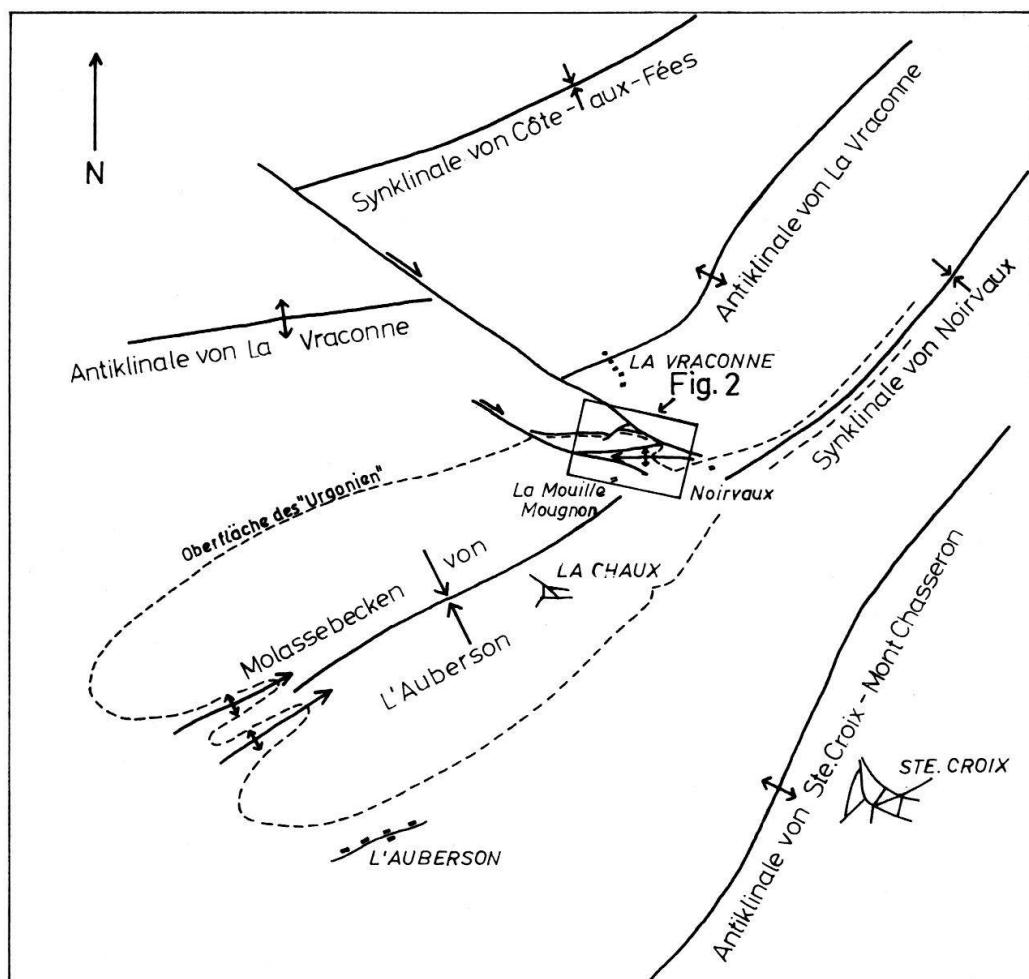 N
Synklinale von Côte-aux-Fées
Antiklinale von La Vraconne
Antiklinale von La Vraconne
LA VRACONNE
Fig. 2
Synklinale von Noirvaux
La Mouille
Mougnon
Noirvaux
Oberfläche des "Urgonien"
LA CHAUX
Molassebecken von
L'Auberson
Antiklinale von Ste.Croix - Mont Chasseron
STE. CROIX
L'AUBERSON